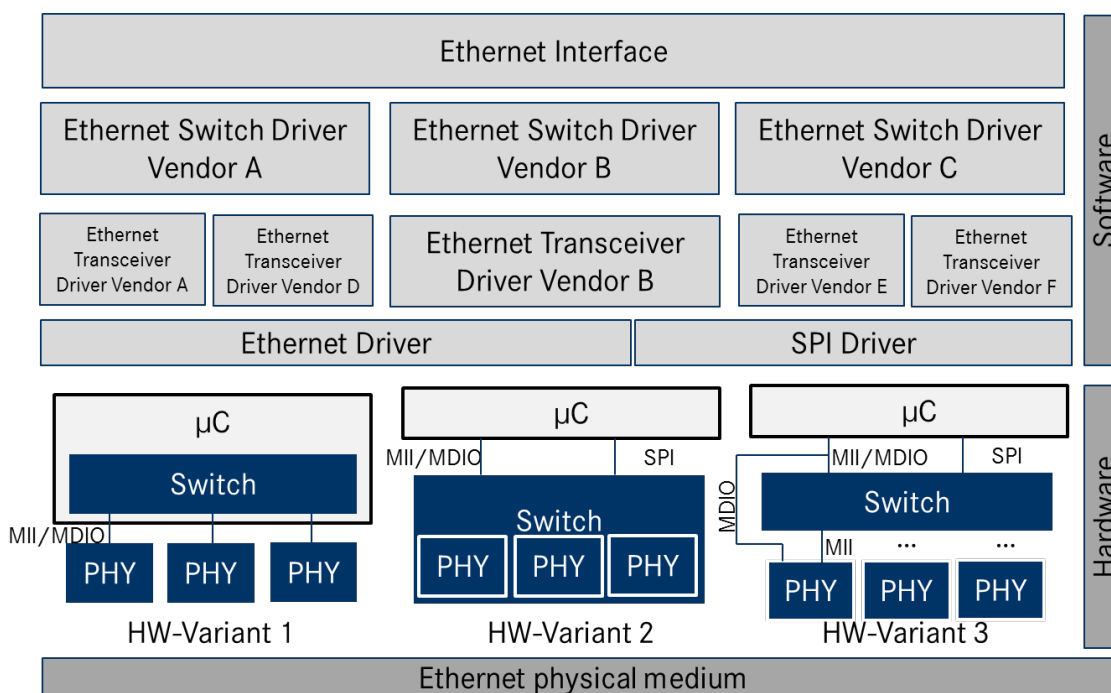 Ethernet Interface
Software
Ethernet Switch Driver
Vendor A
Ethernet Switch Driver
Vendor B
Ethernet Switch Driver
Vendor C
Ethernet
Transceiver
Driver Vendor A
Ethernet
Transceiver
Driver Vendor D
Ethernet Transceiver
Driver Vendor B
Ethernet
Transceiver
Driver Vendor E
Ethernet
Transceiver
Driver Vendor F
Ethernet Driver
SPI Driver
Hardware
µC
Switch
MII/MDIO
PHY
PHY
PHY
HW-Variant 1
µC
MII/MDIO
SPI
Switch
PHY
PHY
PHY
HW-Variant 2
µC
MII/MDIO
SPI
MDIO
Switch
MII
...
...
PHY
PHY
PHY
HW-Variant 3
Ethernet physical medium